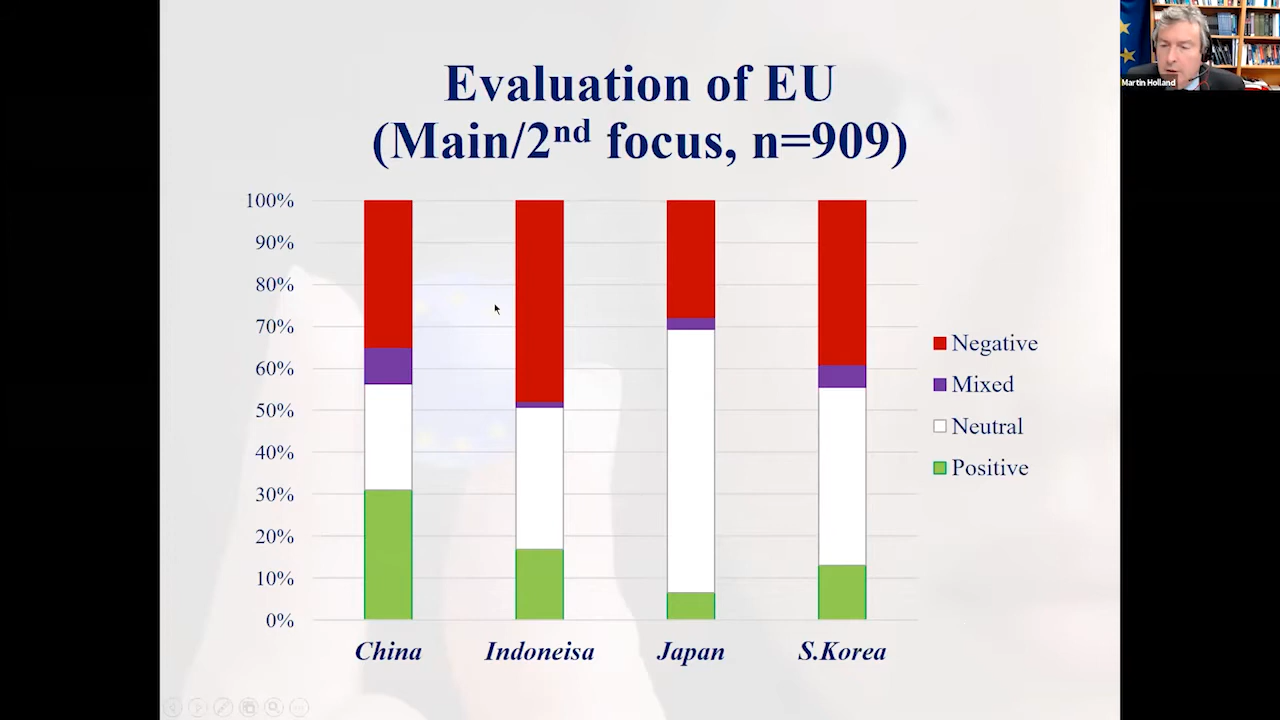 Evaluation of EU
(Main/2nd focus, n=909)
Martin Holland
100%
90%
80%
70%
60%
50%
40%
30%
20%
10%
0%
Negative
Mixed
Neutral
Positive
China
Indoneisa
Japan
S.Korea